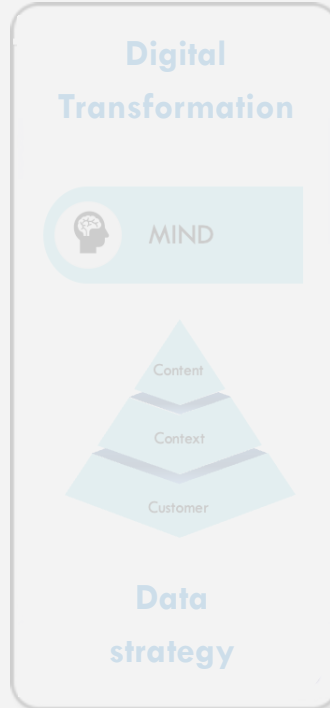 Digital
Transformation
MIND
Content
Context
Customer
Data
strategy